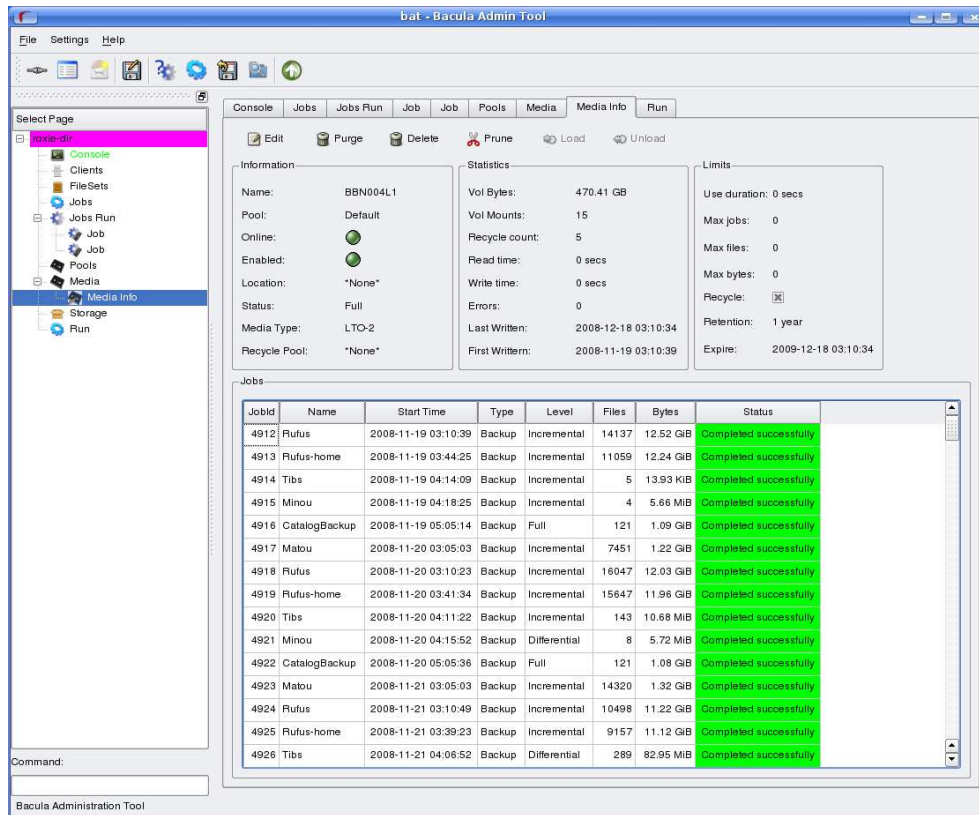 bat - Bacula Admin Tool
File Settings Help
Select Page
roxie-dir
Console
Clients
FileSets
Jobs
Jobs Run
Job
Job
Pools
Media
Media Info
Storage
Run
Command:
Bacula Administration Tool
Console Jobs Jobs Run Job Job Pools Media Media Info Run
Edit Purge Delete Prune Load Unload
Information
Name: BBN004L1
Pool: Default
Online:
Enabled:
Location: *None*
Status: Full
Media Type: LTO-2
Recycle Pool: *None*
Statistics
Vol Bytes: 470.41 GB
Vol Mounts: 15
Recycle count: 5
Read time: 0 secs
Write time: 0 secs
Errors: 0
Last Written: 2008-12-18 03:10:34
First Writtern: 2008-11-19 03:10:39
Limits
Use duration: 0 secs
Max jobs: 0
Max files: 0
Max bytes: 0
Recycle:
Retention: 1 year
Expire: 2009-12-18 03:10:34
Jobs
JobId Name Start Time Type Level Files Bytes Status
4912 Rufus 2008-11-19 03:10:39 Backup Incremental 14137 12.52 GiB Completed successfully
4913 Rufus-home 2008-11-19 03:44:25 Backup Incremental 11059 12.24 GiB Completed successfully
4914 Tibs 2008-11-19 04:14:09 Backup Incremental 5 13.93 KiB Completed successfully
4915 Minou 2008-11-19 04:18:25 Backup Incremental 4 5.66 MiB Completed successfully
4916 CatalogBackup 2008-11-19 05:05:14 Backup Full 121 1.09 GiB Completed successfully
4917 Matou 2008-11-20 03:05:03 Backup Incremental 7451 1.22 GiB Completed successfully
4918 Rufus 2008-11-20 03:10:23 Backup Incremental 16047 12.03 GiB Completed successfully
4919 Rufus-home 2008-11-20 03:41:34 Backup Incremental 15647 11.96 GiB Completed successfully
4920 Tibs 2008-11-20 04:11:22 Backup Incremental 143 10.68 MiB Completed successfully
4921 Minou 2008-11-20 04:15:52 Backup Differential 8 5.72 MiB Completed successfully
4922 CatalogBackup 2008-11-20 05:05:36 Backup Full 121 1.08 GiB Completed successfully
4923 Matou 2008-11-21 03:05:03 Backup Incremental 14320 1.32 GiB Completed successfully
4924 Rufus 2008-11-21 03:10:49 Backup Incremental 10498 11.22 GiB Completed successfully
4925 Rufus-home 2008-11-21 03:39:23 Backup Incremental 9157 11.12 GiB Completed successfully
4926 Tibs 2008-11-21 04:06:52 Backup Differential 289 82.95 MiB Completed successfully